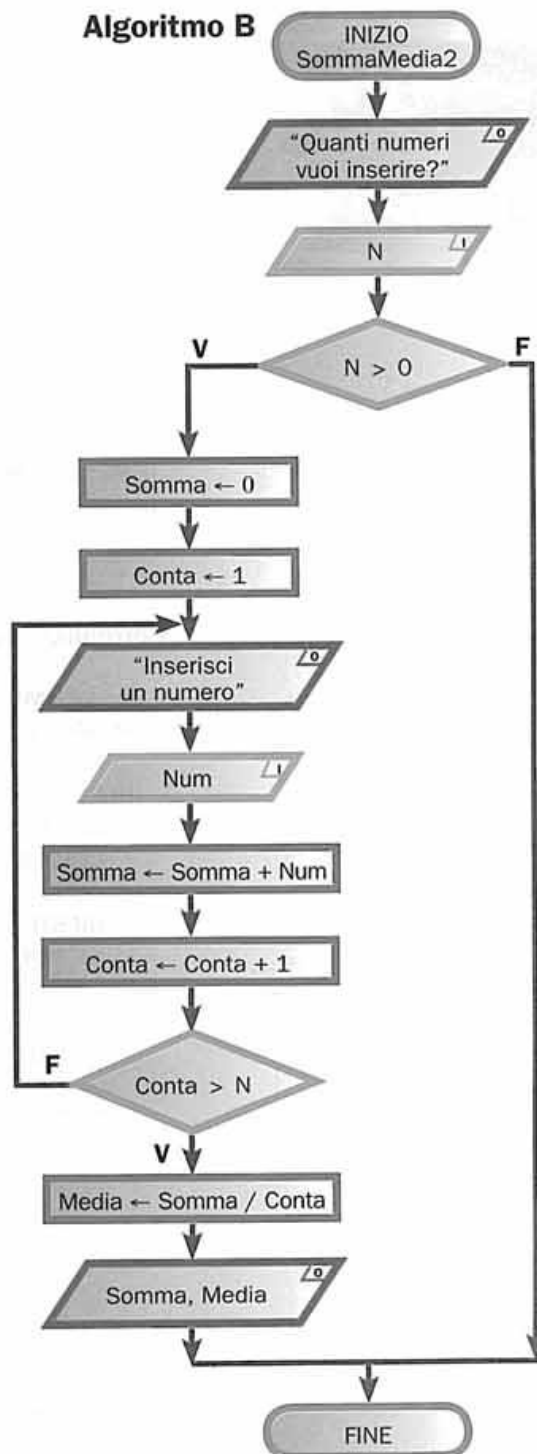 Algoritmo B
INIZIO
SommaMedia2
“Quanti numeri
vuoi inserire?”
O
N
I
V
F
N > 0
Somma ← 0
Conta ← 1
“Inserisci
un numero”
O
Num
I
Somma ← Somma + Num
Conta ← Conta + 1
F
Conta > N
V
Media ← Somma / Conta
Somma, Media
O
FINE